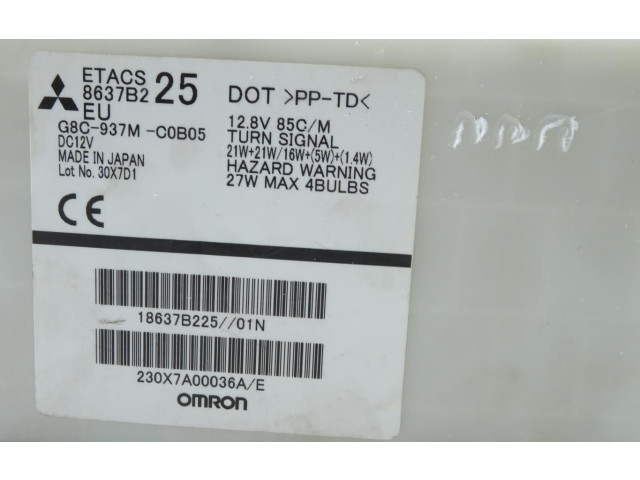 ETACS
8637B2 25
EU
G8C-937M -C0B05
DC12V
MADE IN JAPAN
Lot No. 30X7D1
DOT >PP-TD<
12.8V 85C/M
TURN SIGNAL
21W+21W/16W+(5W)+(1.4W)
HAZARD WARNING
27W MAX 4BULBS
CE
18637B225//01N
230X7A00036A/E
OMRON